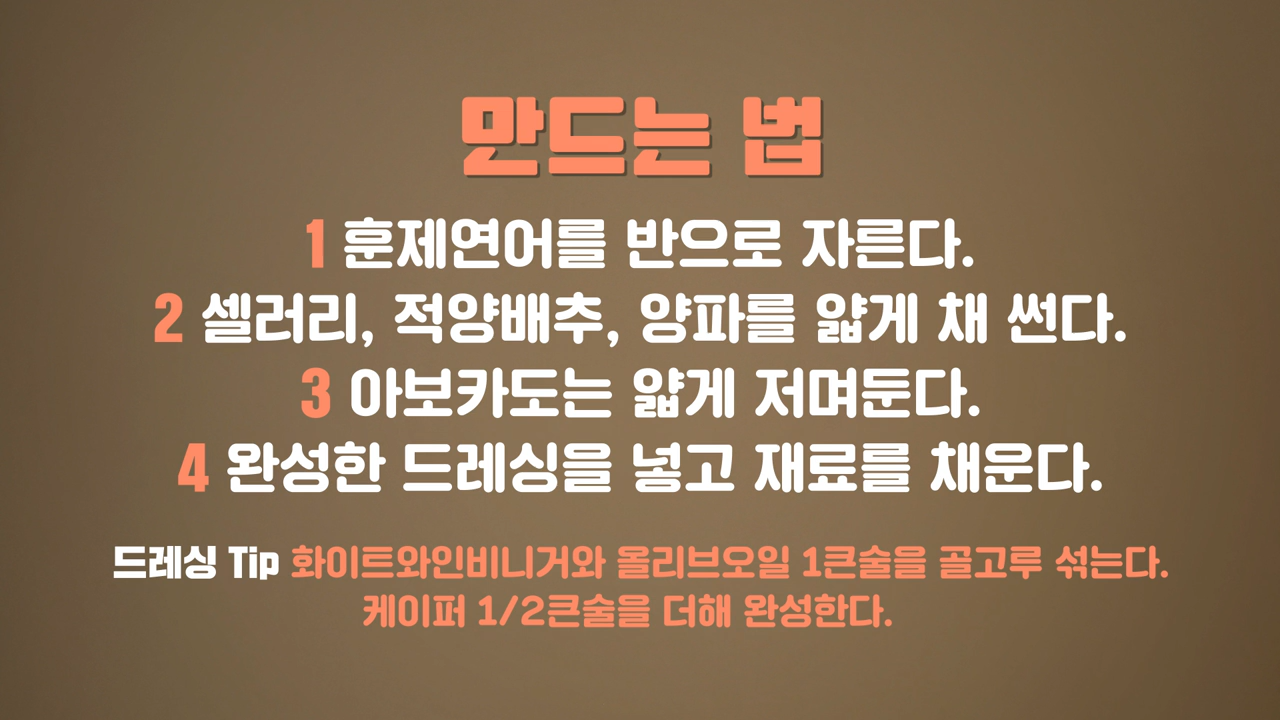 만드는 법
1 훈제연어를 반으로 자른다.
2 셀러리, 적양배추, 양파를 얇게 채 썬다.
3 아보카도는 얇게 저며둔다.
4 완성한 드레싱을 넣고 재료를 채운다.
드레싱 Tip 화이트와인비니거와 올리브오일 1큰술을 골고루 섞는다.
케이퍼 1/2큰술을 더해 완성한다.